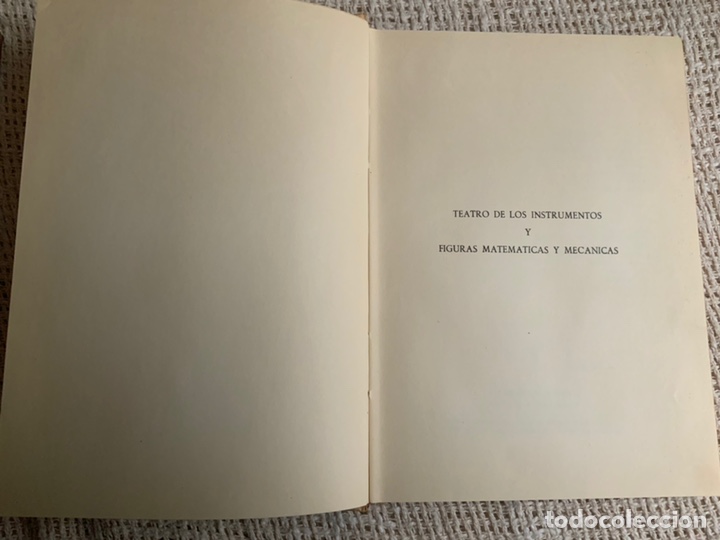 TEATRO DE LOS INSTRUMENTOS
Y
FIGURAS MATEMATICAS Y MECANICAS
todocoleccion